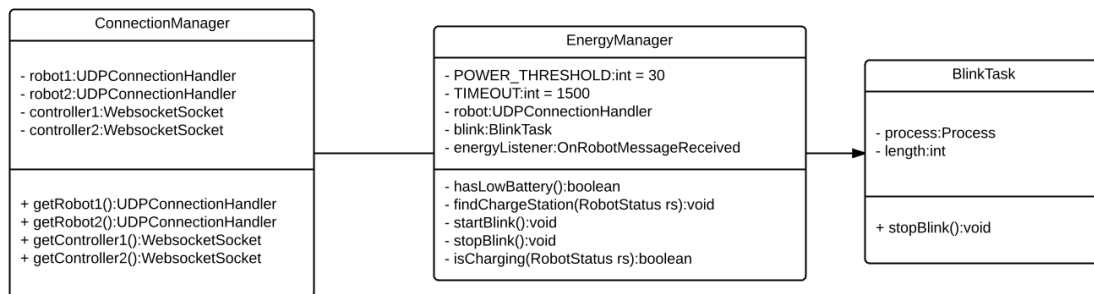 ConnectionManager
- robot1:UDPConnectionHandler
- robot2:UDPConnectionHandler
- controller1:WebsocketSocket
- controller2:WebsocketSocket
+ getRobot1():UDPConnectionHandler
+ getRobot2():UDPConnectionHandler
+ getController1():WebsocketSocket
+ getController2():WebsocketSocket
EnergyManager
- POWER_THRESHOLD:int = 30
- TIMEOUT:int = 1500
- robot:UDPConnectionHandler
- blink:BlinkTask
- energyListener:OnRobotMessageReceived
- hasLowBattery():boolean
- findChargeStation(RobotStatus rs):void
- startBlink():void
- stopBlink():void
- isCharging(RobotStatus rs):boolean
BlinkTask
- process:Process
- length:int
+ stopBlink():void